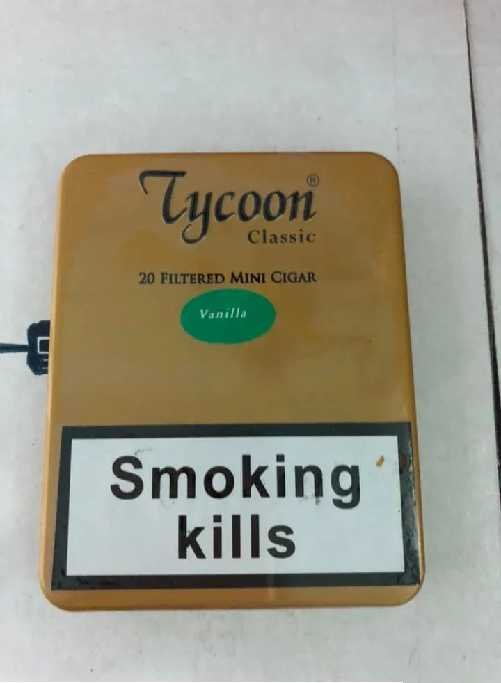 Tycoon®
Classic
20 FILTERED MINI CIGAR
Vanilla
Smoking
kills